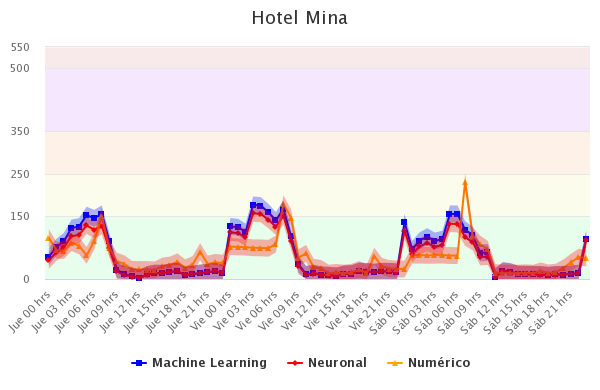 Hotel Mina
550
500
350
250
150
0
Jue 00 hrs
Jue 03 hrs
Jue 06 hrs
Jue 09 hrs
Jue 12 hrs
Jue 15 hrs
Jue 18 hrs
Jue 21 hrs
Vie 00 hrs
Vie 03 hrs
Vie 06 hrs
Vie 09 hrs
Vie 12 hrs
Vie 15 hrs
Vie 18 hrs
Vie 21 hrs
Sáb 00 hrs
Sáb 03 hrs
Sáb 06 hrs
Sáb 09 hrs
Sáb 12 hrs
Sáb 15 hrs
Sáb 18 hrs
Sáb 21 hrs
Machine Learning Neuronal Numérico